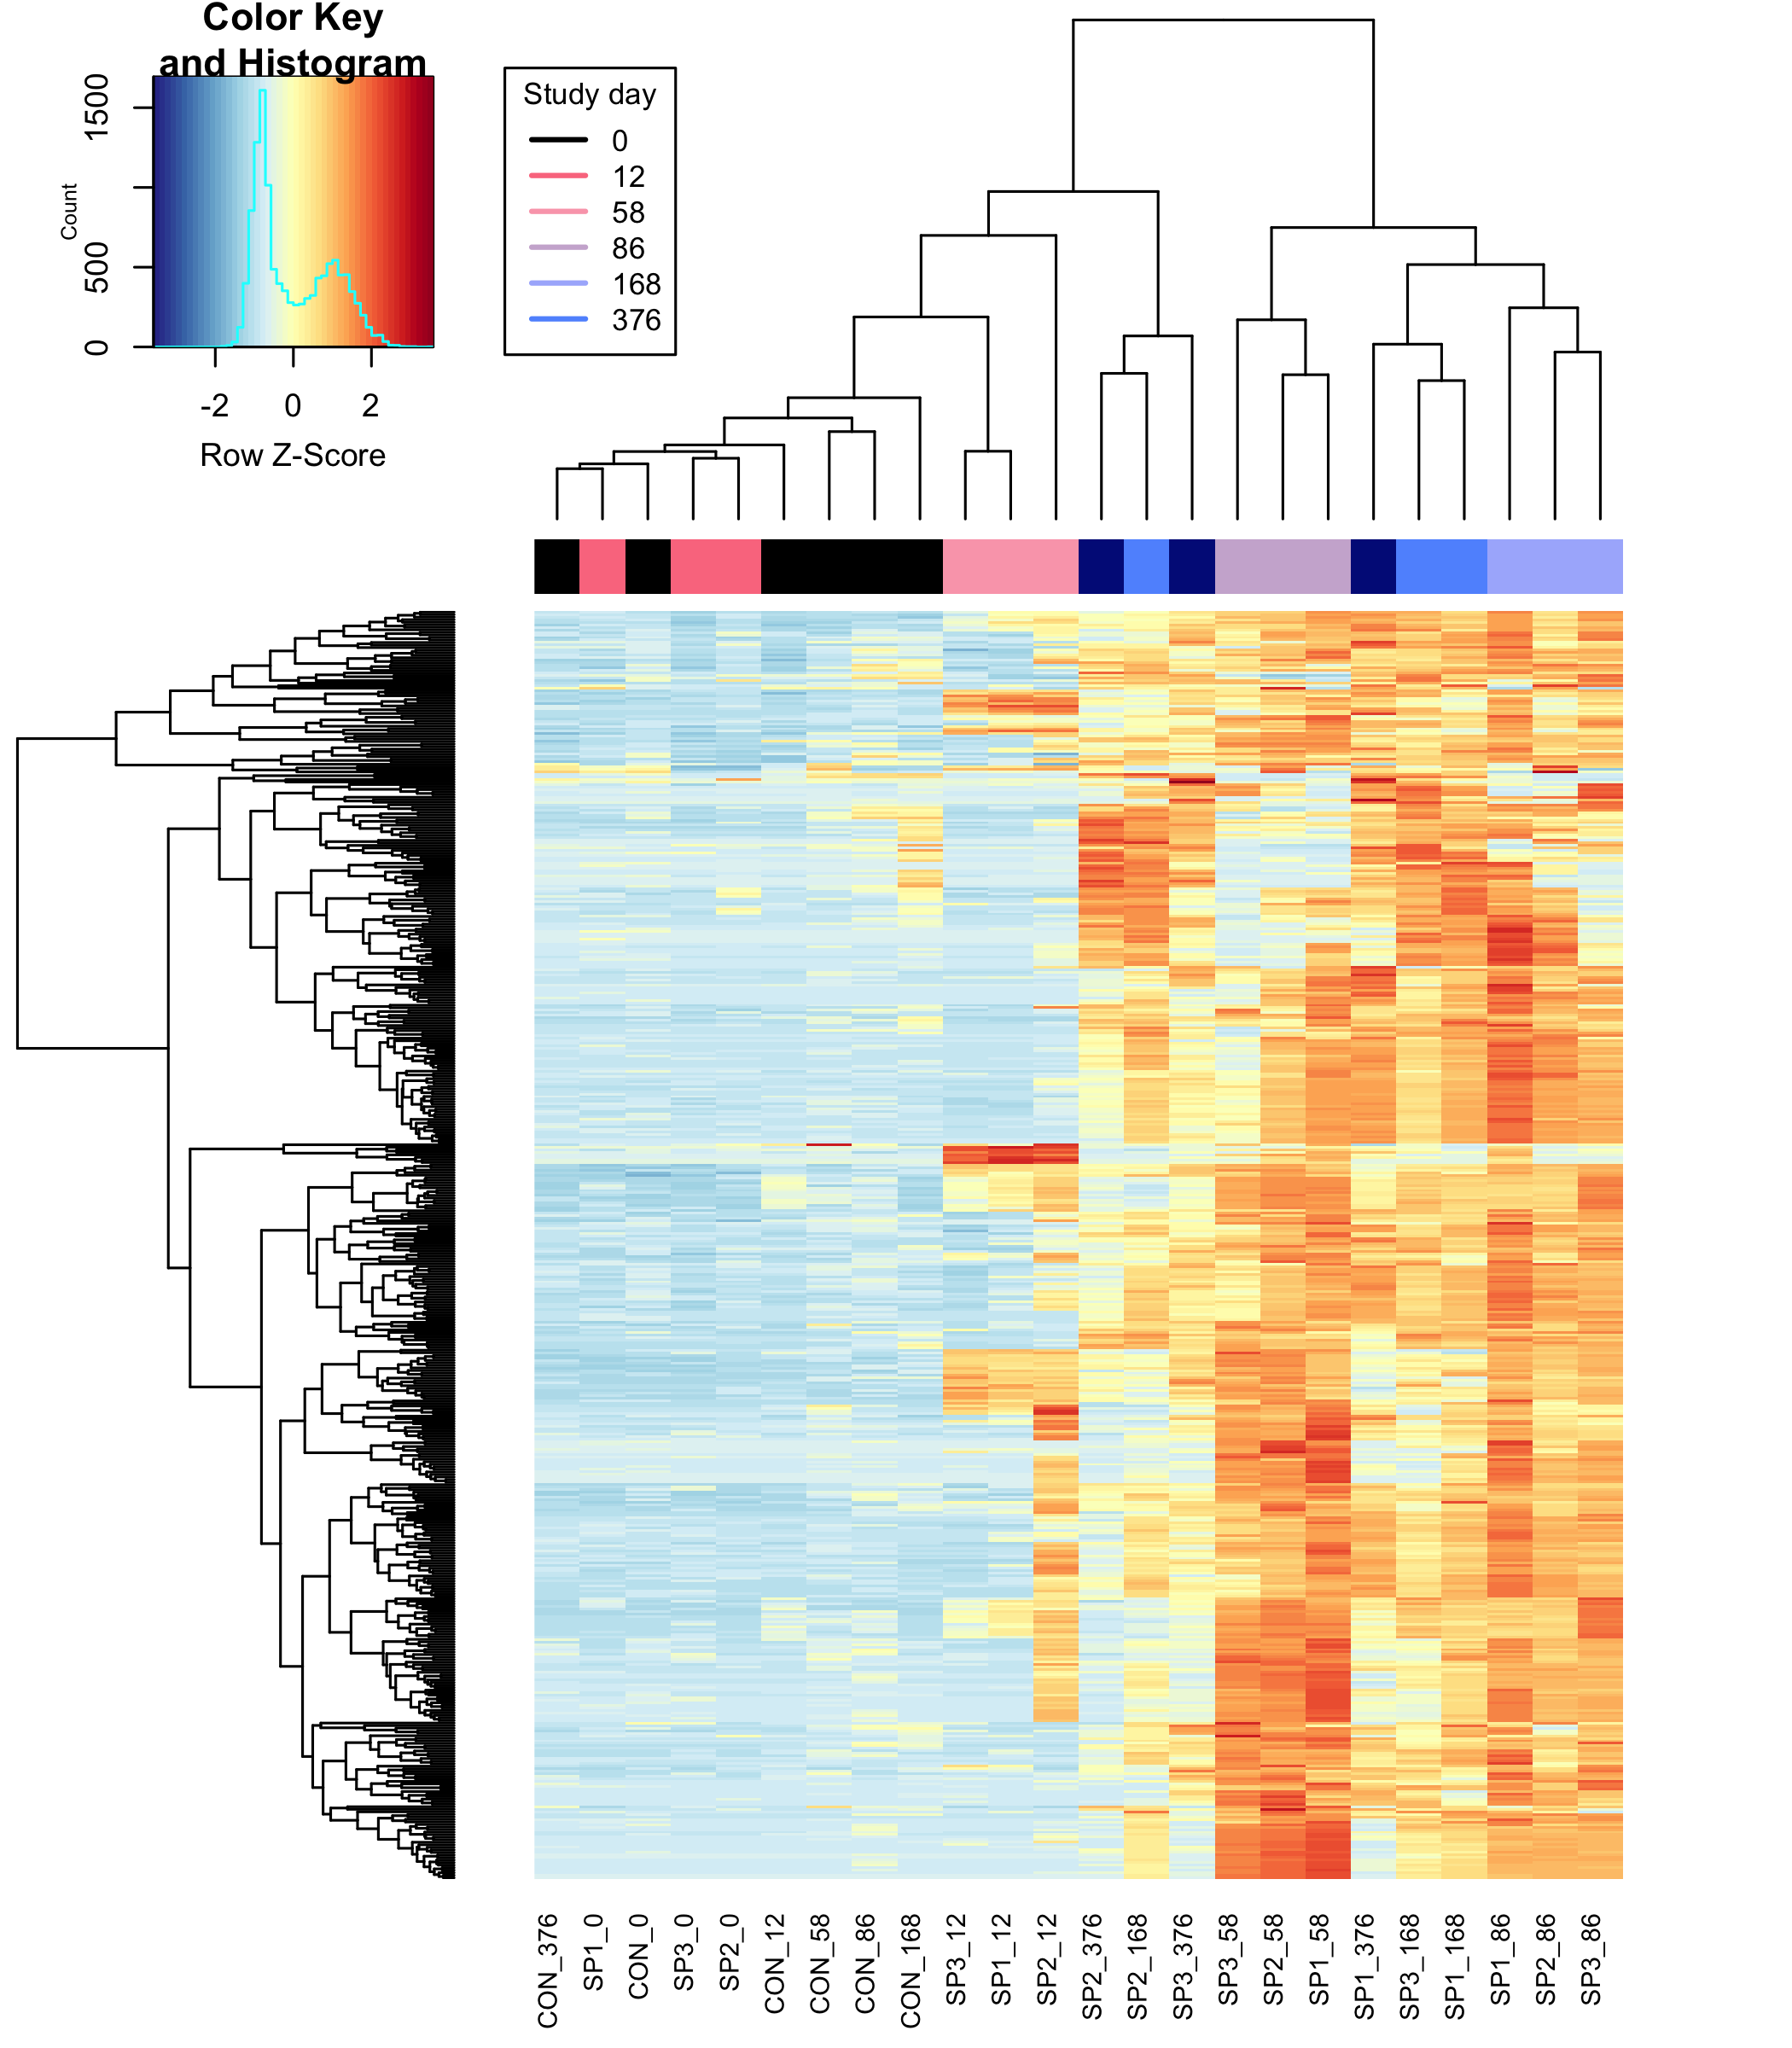 Color Key
and Histogram
Count
0
500
1500
-2
0
2
Row Z-Score
Study day
0
12
58
86
168
376
CON_376
SP1_0
CON_0
SP3_0
SP2_0
CON_12
CON_58
CON_86
CON_168
SP3_12
SP1_12
SP2_12
SP2_376
SP2_168
SP3_376
SP3_58
SP2_58
SP1_58
SP1_376
SP3_168
SP1_168
SP1_86
SP2_86
SP3_86